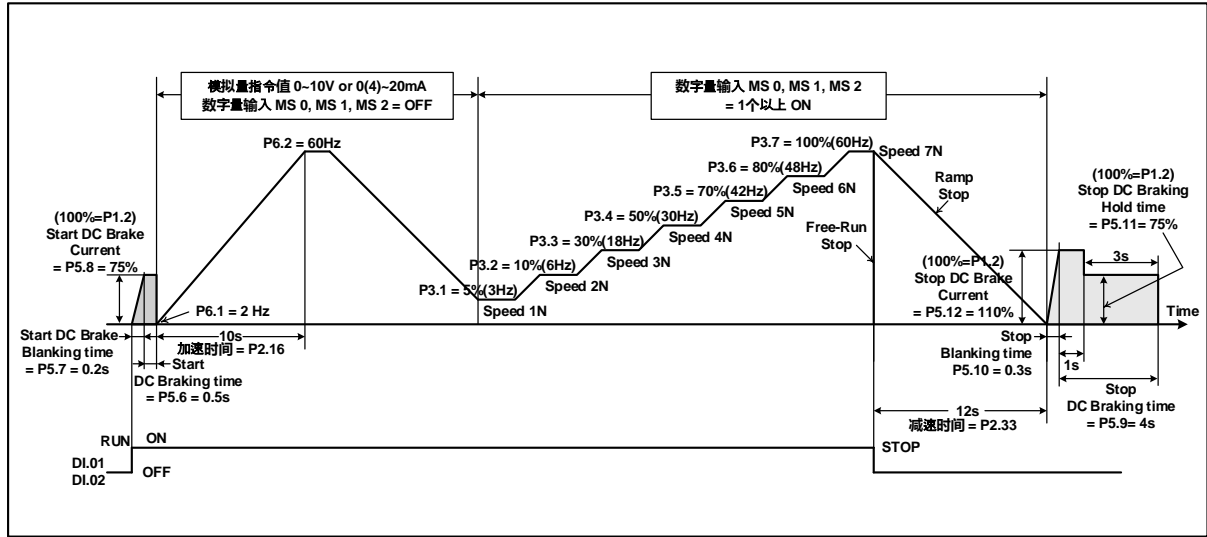 模拟量指令值 0~10V or 0(4)~20mA
数字量输入 MS 0, MS 1, MS 2 = OFF
数字量输入 MS 0, MS 1, MS 2
= 1个以上 ON
P6.2 = 60Hz
P3.7 = 100%(60Hz)
Speed 7N
P3.6 = 80%(48Hz)
Speed 6N
P3.5 = 70%(42Hz)
Speed 5N
P3.4 = 50%(30Hz)
Speed 4N
P3.3 = 30%(18Hz)
Speed 3N
P3.2 = 10%(6Hz)
Speed 2N
P3.1 = 5%(3Hz)
Speed 1N
Ramp
Stop
Free-Run
Stop
(100%=P1.2)
Start DC Brake
Current
= P5.8 = 75%
(100%=P1.2)
Stop DC Braking
Hold time
= P5.11= 75%
(100%=P1.2)
Stop DC Brake
Current
= P5.12 = 110%
3s
P6.1 = 2 Hz
Time
Start DC Brake
Blanking time
= P5.7 = 0.2s
10s
加速时间 = P2.16
Start
DC Braking time
= P5.6 = 0.5s
Stop
Blanking time
P5.10 = 0.3s
1s
Stop
DC Braking time
= P5.9= 4s
12s
减速时间 = P2.33
RUN
ON
STOP
DI.01
DI.02
OFF